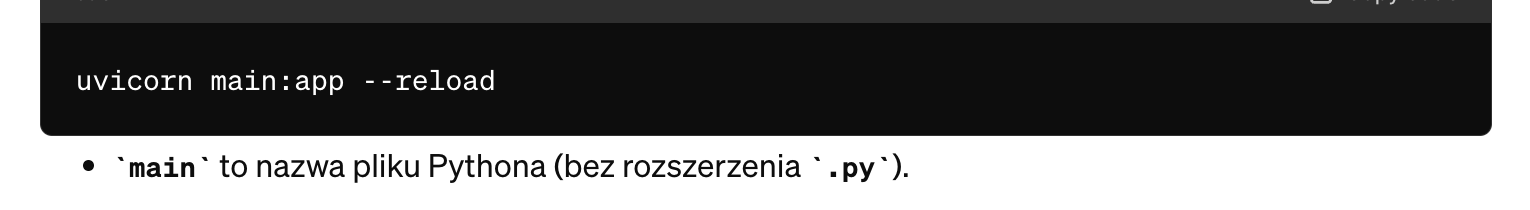 uvicorn main:app --reload
• `main` to nazwa pliku Pythona (bez rozszerzenia `.py`).